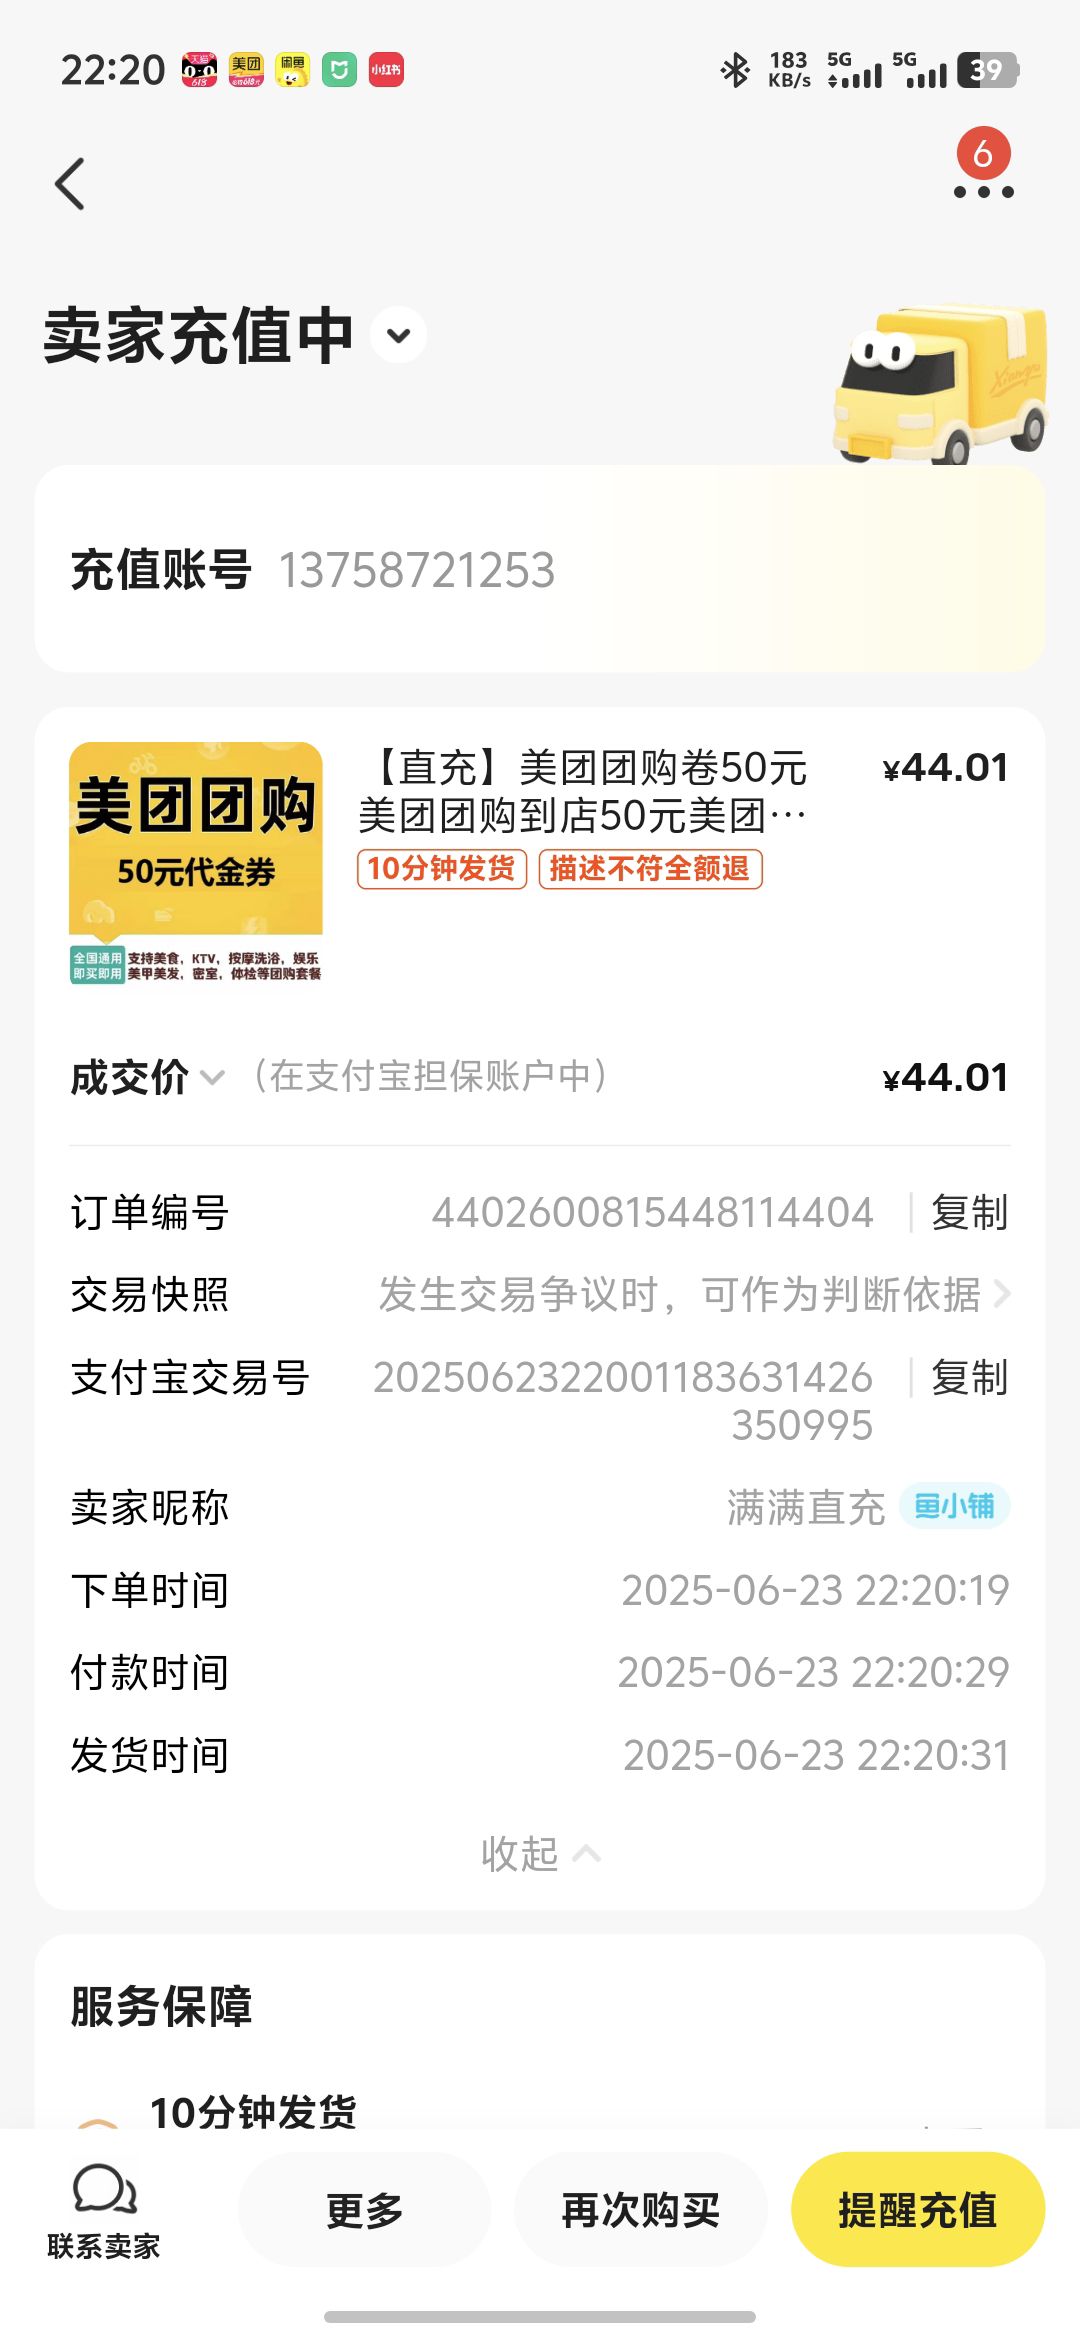 22:20
183 KB/s
5G
5G
39
6
卖家充值中
充值账号 13758721253
美团团购
50元代金券
全国通用 支持美食，KTV，按摩洗浴，娱乐
即买即用 美甲美发，密室，体检等团购套餐
【直充】美团团购卷50元 ¥44.01
美团团购到店50元美团…
10分钟发货 描述不符全额退
成交价 （在支付宝担保账户中） ¥44.01
订单编号 4402600815448114404 复制
交易快照 发生交易争议时，可作为判断依据
支付宝交易号 2025062322001183631426 复制
350995
卖家昵称 满满直充 鱼小铺
下单时间 2025-06-23 22:20:19
付款时间 2025-06-23 22:20:29
发货时间 2025-06-23 22:20:31
收起
服务保障
10分钟发货
联系卖家
更多
再次购买
提醒充值